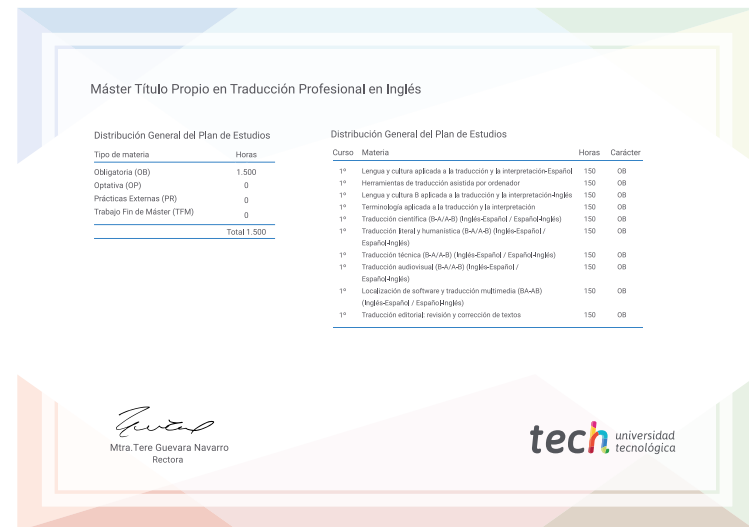 Máster Título Propio en Traducción Profesional en Inglés
Distribución General del Plan de Estudios
Tipo de materia Horas
Obligatoria (OB) 1.500
Optativa (OP) 0
Prácticas Externas (PR) 0
Trabajo Fin de Máster (TFM) 0
Total 1.500
Distribución General del Plan de Estudios
Curso Materia Horas Carácter
1º Lengua y cultura aplicada a la traducción y la interpretación-Español 150 OB
1º Herramientas de traducción asistida por ordenador 150 OB
1º Lengua y cultura B aplicada a la traducción y la interpretación-Inglés 150 OB
1º Terminología aplicada a la traducción y la interpretación 150 OB
1º Traducción científica (B-A/A-B) (Inglés-Español / Español-Inglés) 150 OB
1º Traducción literal y humanística (B-A/A-B) (Inglés-Español / 150 OB
Español-Inglés)
1º Traducción técnica (B-A/A-B) (Inglés-Español / Español-Inglés) 150 OB
1º Traducción audiovisual (B-A/A-B) (Inglés-Español / 150 OB
Español-Inglés)
1º Localización de software y traducción multimedia (BA-AB) 150 OB
(Inglés-Español / Español-Inglés)
1º Traducción editorial: revisión y corrección de textos 150 OB
Mtra.Tere Guevara Navarro
Rectora
tech universidad
tecnológica